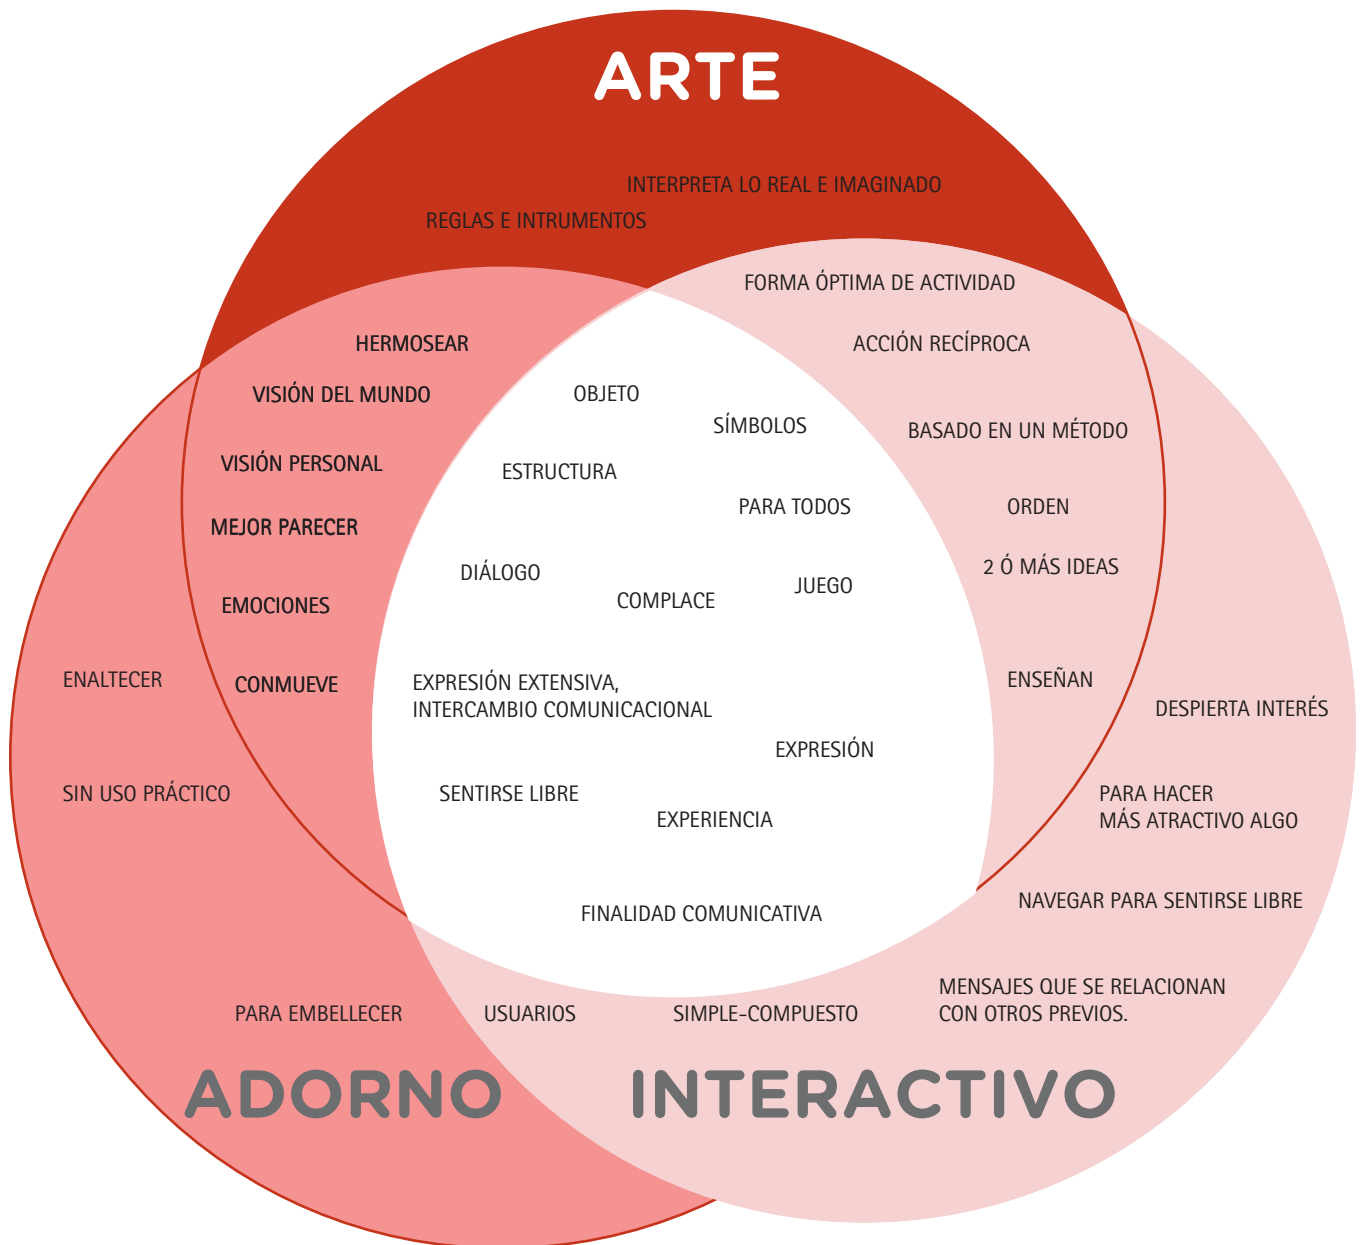 ARTE
INTERPRETA LO REAL E IMAGINADO
REGLAS E INTRUMENTOS
FORMA ÓPTIMA DE ACTIVIDAD
HERMOSEAR
ACCIÓN RECÍPROCA
VISIÓN DEL MUNDO
OBJETO
SÍMBOLOS
BASADO EN UN MÉTODO
VISIÓN PERSONAL
ESTRUCTURA
PARA TODOS
ORDEN
MEJOR PARECER
DIÁLOGO
2 Ó MÁS IDEAS
JUEGO
COMPLACE
EMOCIONES
ENALTECER
CONMUEVE
EXPRESIÓN EXTENSIVA,
INTERCAMBIO COMUNICACIONAL
ENSEÑAN
DESPIERTA INTERÉS
EXPRESIÓN
SIN USO PRÁCTICO
SENTIRSE LIBRE
PARA HACER
MÁS ATRACTIVO ALGO
EXPERIENCIA
NAVEGAR PARA SENTIRSE LIBRE
FINALIDAD COMUNICATIVA
MENSAJES QUE SE RELACIONAN
CON OTROS PREVIOS.
PARA EMBELLECER
USUARIOS
SIMPLE-COMPUESTO
ADORNO
INTERACTIVO